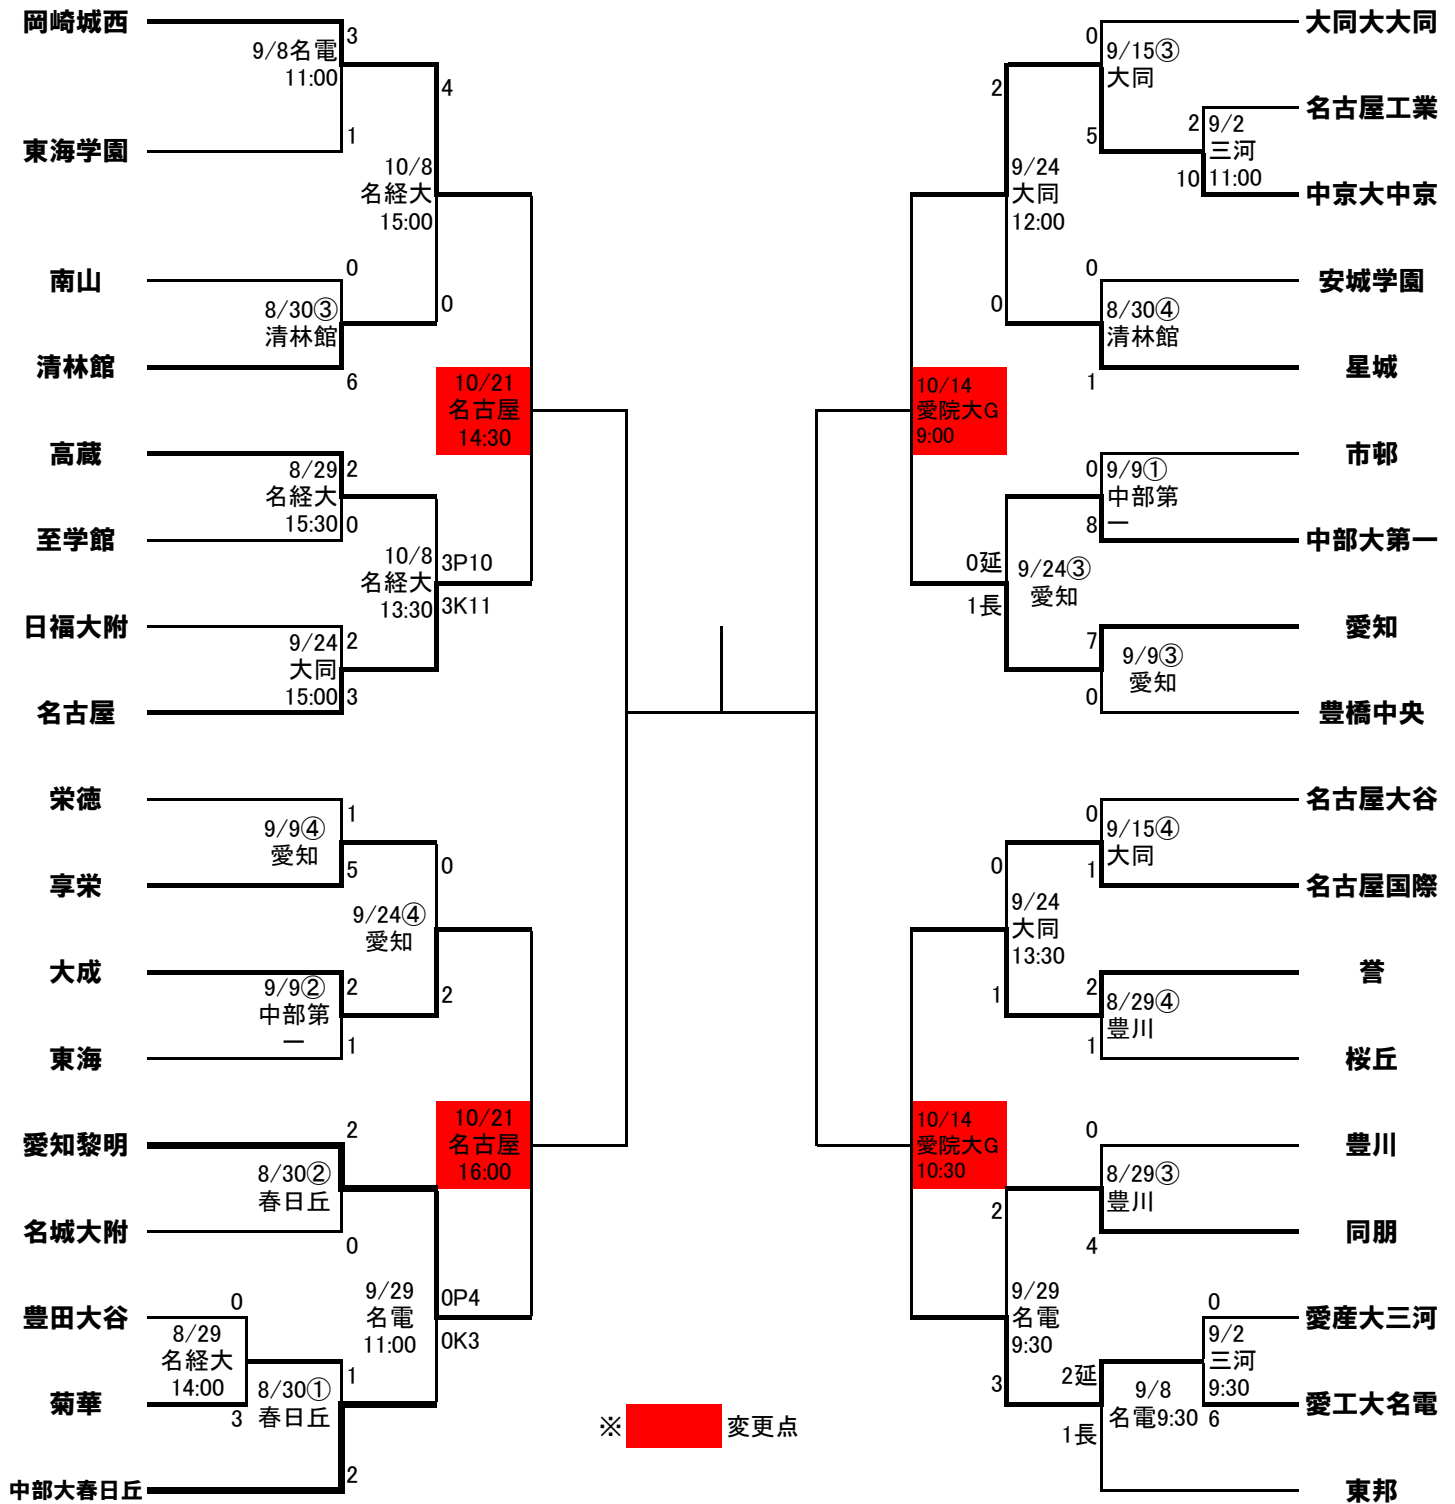 岡崎城西
3
9/8名電
11:00
4
東海学園
1
10/8
名経大
15:00
南山
0
8/30③
清林館
0
清林館
6
10/21
名古屋
14:30
高蔵
8/29
2
名経大
15:30
0
至学館
10/8
名経大
13:30
3P10
3K11
日福大附
9/24
2
大同
15:00
3
名古屋
栄徳
1
9/9④
愛知
5
0
享栄
9/24④
愛知
大成
9/9②
2
中部第
一
2
東海
1
愛知黎明
2
10/21
名古屋
16:00
8/30②
春日丘
名城大附
0
9/29
名電
11:00
0P4
0K3
豊田大谷
0
8/29
名経大
14:00
菊華
3
8/30①
春日丘
1
中部大春日丘
2
大同大大同
0
9/15③
大同
2
名古屋工業
2
9/2
三河
11:00
5
10
中京大中京
9/24
大同
12:00
安城学園
0
8/30④
清林館
0
星城
1
10/14
愛院大G
9:00
市邨
0
9/9①
中部第
一
8
中部大第一
0延
1長
9/24③
愛知
愛知
7
9/9③
愛知
0
豊橋中央
名古屋大谷
0
9/15④
大同
0
1
名古屋国際
9/24
大同
13:30
誉
2
8/29④
豊川
1
1
桜丘
10/14
愛院大G
10:30
豊川
0
8/29③
豊川
2
4
同朋
9/29
名電
9:30
愛産大三河
0
9/2
三河
9:30
6
愛工大名電
3
2延
9/8
名電9:30
1長
東邦
※
変更点